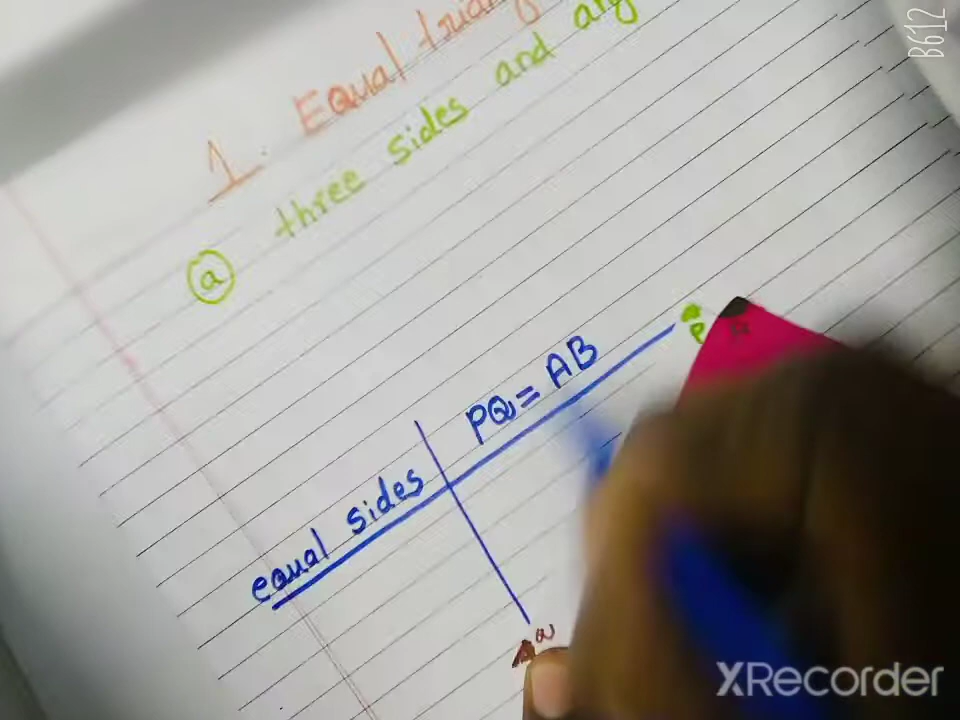 1. Equal
ⓐ three sides and
equal sides PQ = AB
P
A
B612
XRecorder